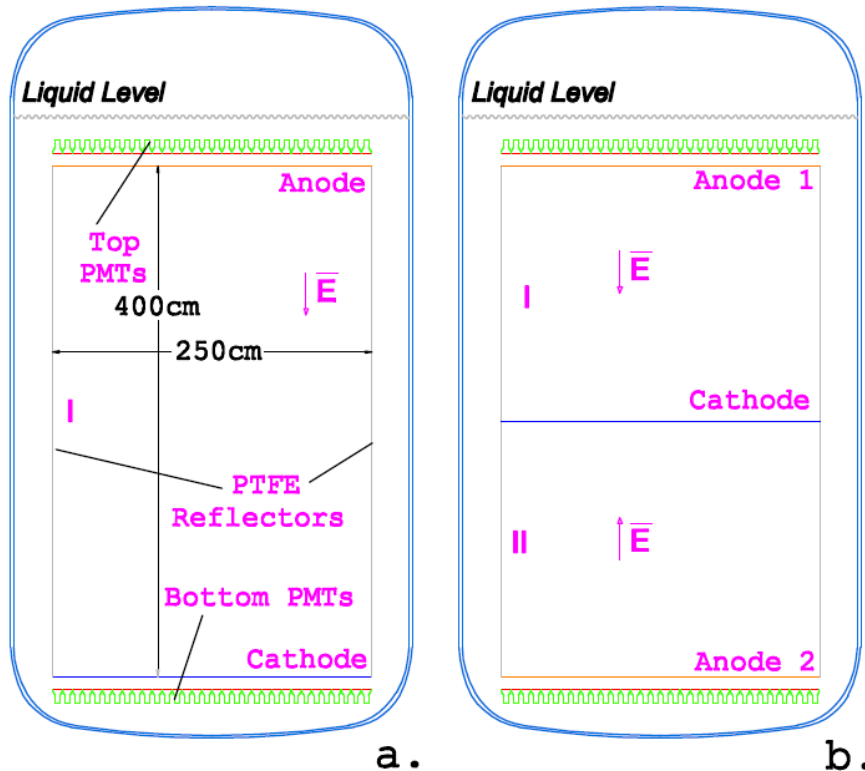 Liquid Level
Anode
Top
PMTs
E
400cm
250cm
I
PTFE
Reflectors
Bottom PMTs
Cathode
a.
Liquid Level
Anode 1
E
I
Cathode
II
E
Anode 2
b.